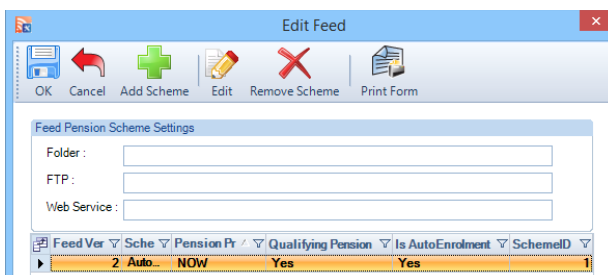 Edit Feed
OK Cancel Add Scheme Edit Remove Scheme Print Form
Feed Pension Scheme Settings
Folder :
FTP :
Web Service :
Feed Ver Sche Pension Pr Qualifying Pension Is AutoEnrolment SchemeID
2 Auto... NOW Yes Yes 1